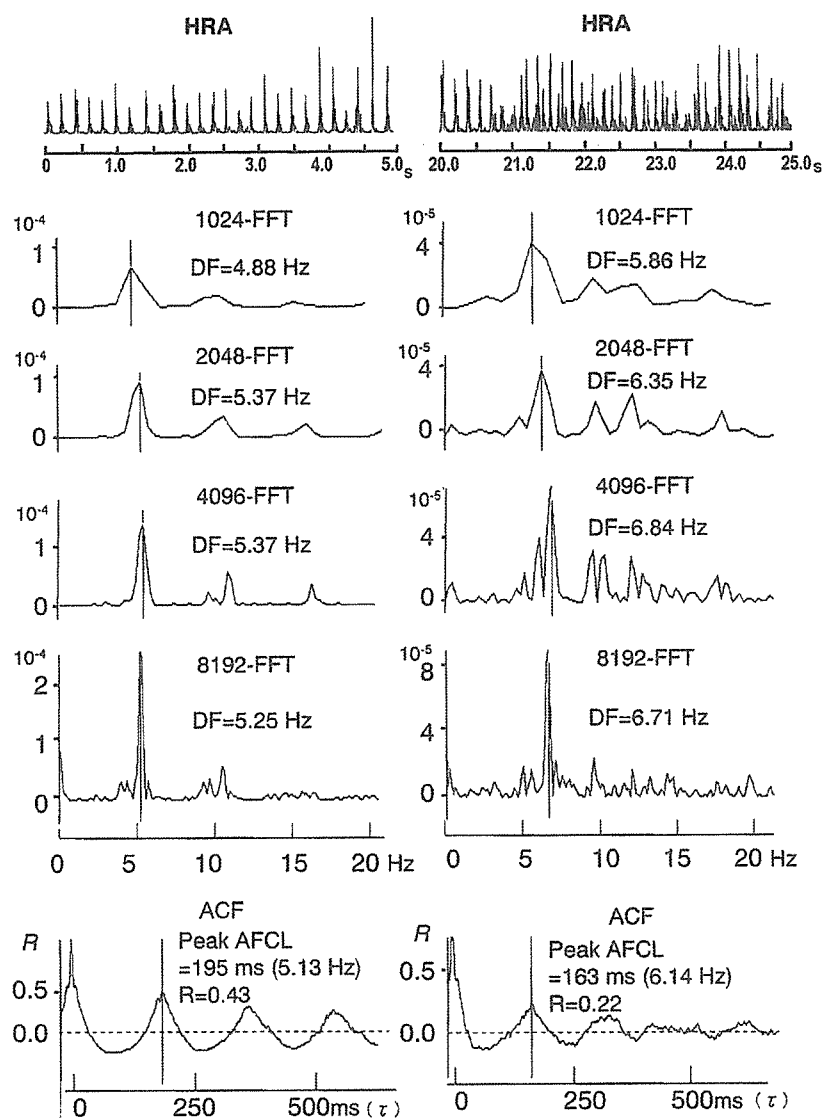 HRA
0 1.0 2.0 3.0 4.0 5.0s
10-4
1024-FFT
1
DF=4.88 Hz
0
10-4
2048-FFT
1
DF=5.37 Hz
0
10-4
4096-FFT
1
DF=5.37 Hz
0
10-4
8192-FFT
2
DF=5.25 Hz
1
0
0 5 10 15 20 Hz
ACF
R
Peak AFCL
=195 ms (5.13 Hz)
R=0.43
0.5
0.0
0 250 500ms (τ)
HRA
20.0 21.0 22.0 23.0 24.0 25.0s
10-5
1024-FFT
4
DF=5.86 Hz
0
10-5
2048-FFT
4
DF=6.35 Hz
0
10-5
4096-FFT
4
DF=6.84 Hz
0
10-5
8192-FFT
8
DF=6.71 Hz
4
0
0 5 10 15 20 Hz
ACF
R
Peak AFCL
=163 ms (6.14 Hz)
R=0.22
0.5
0.0
0 250 500ms (τ)